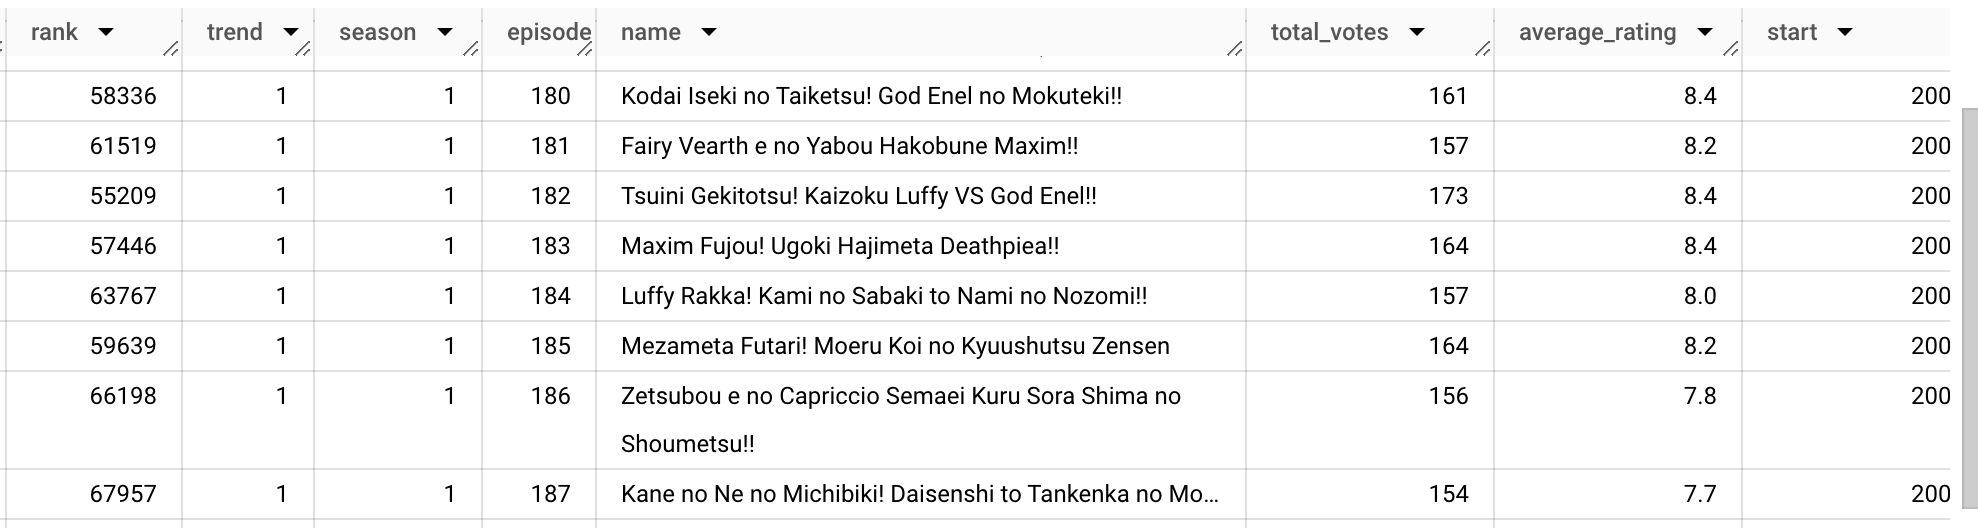 rank trend season episode name total_votes average_rating start
58336 1 1 180 Kodai Iseki no Taiketsu! God Enel no Mokuteki!! 161 8.4 200
61519 1 1 181 Fairy Vearth e no Yabou Hakobune Maxim!! 157 8.2 200
55209 1 1 182 Tsuini Gekitotsu! Kaizoku Luffy VS God Enel!! 173 8.4 200
57446 1 1 183 Maxim Fujou! Ugoki Hajimeta Deathpiea!! 164 8.4 200
63767 1 1 184 Luffy Rakka! Kami no Sabaki to Nami no Nozomi!! 157 8.0 200
59639 1 1 185 Mezameta Futari! Moeru Koi no Kyuushutsu Zensen 164 8.2 200
66198 1 1 186 Zetsubou e no Capriccio Semaei Kuru Sora Shima no 156 7.8 200
Shoumetsu!!
67957 1 1 187 Kane no Ne no Michibiki! Daisenshi to Tankenka no Mo… 154 7.7 200